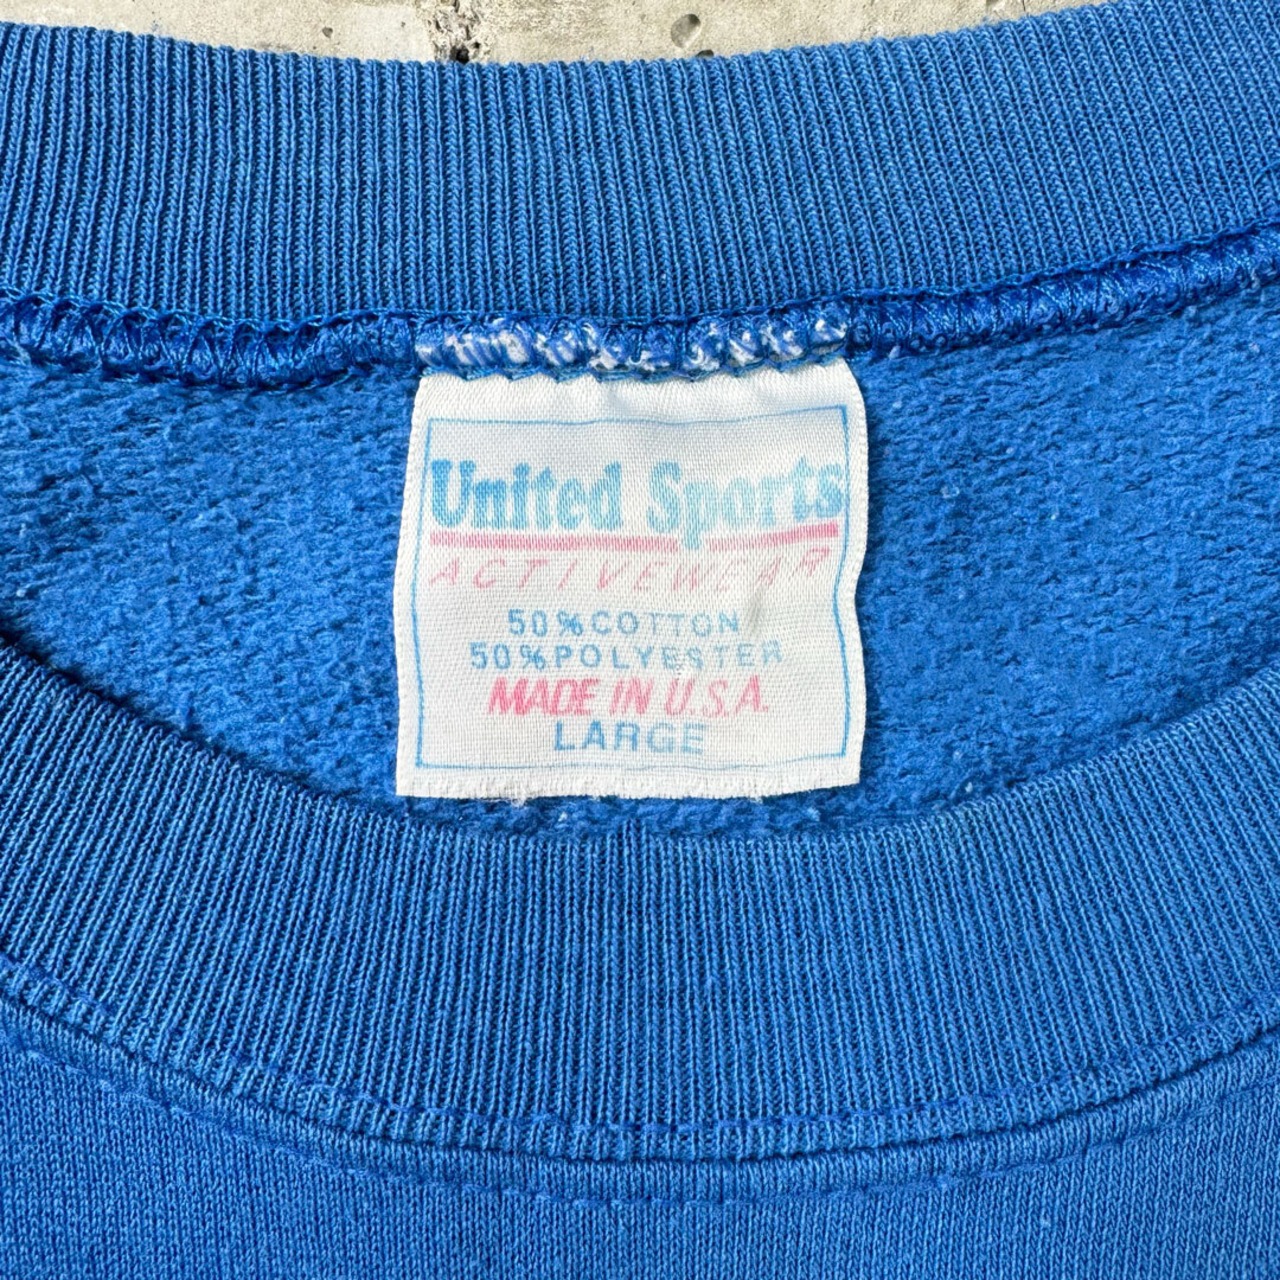 United Sports
ACTIVEWEAR
50%COTTON
50%POLYESTER
MADE IN U.S.A.
LARGE